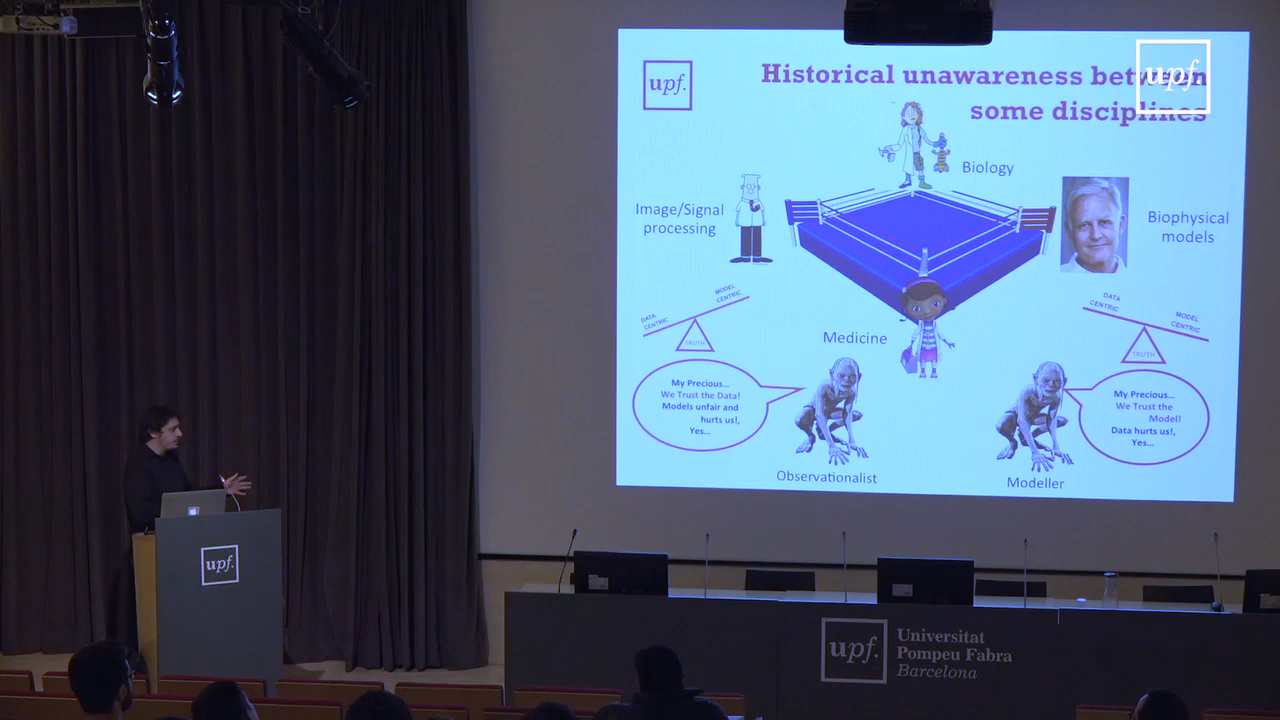 upf.
Historical unawareness between
some disciplines
upf.
Biology
Image/Signal
processing
Biophysical
models
DATA
CENTRIC
MODEL
CENTRIC
TRUTH
DATA
CENTRIC
MODEL
CENTRIC
TRUTH
Medicine
My Precious...
We Trust the Data!
Models unfair and
hurts us!,
Yes...
My Precious...
We Trust the
Model!
Data hurts us!,
Yes...
Observationalist
Modeller
upf.
upf.
Universitat
Pompeu Fabra
Barcelona